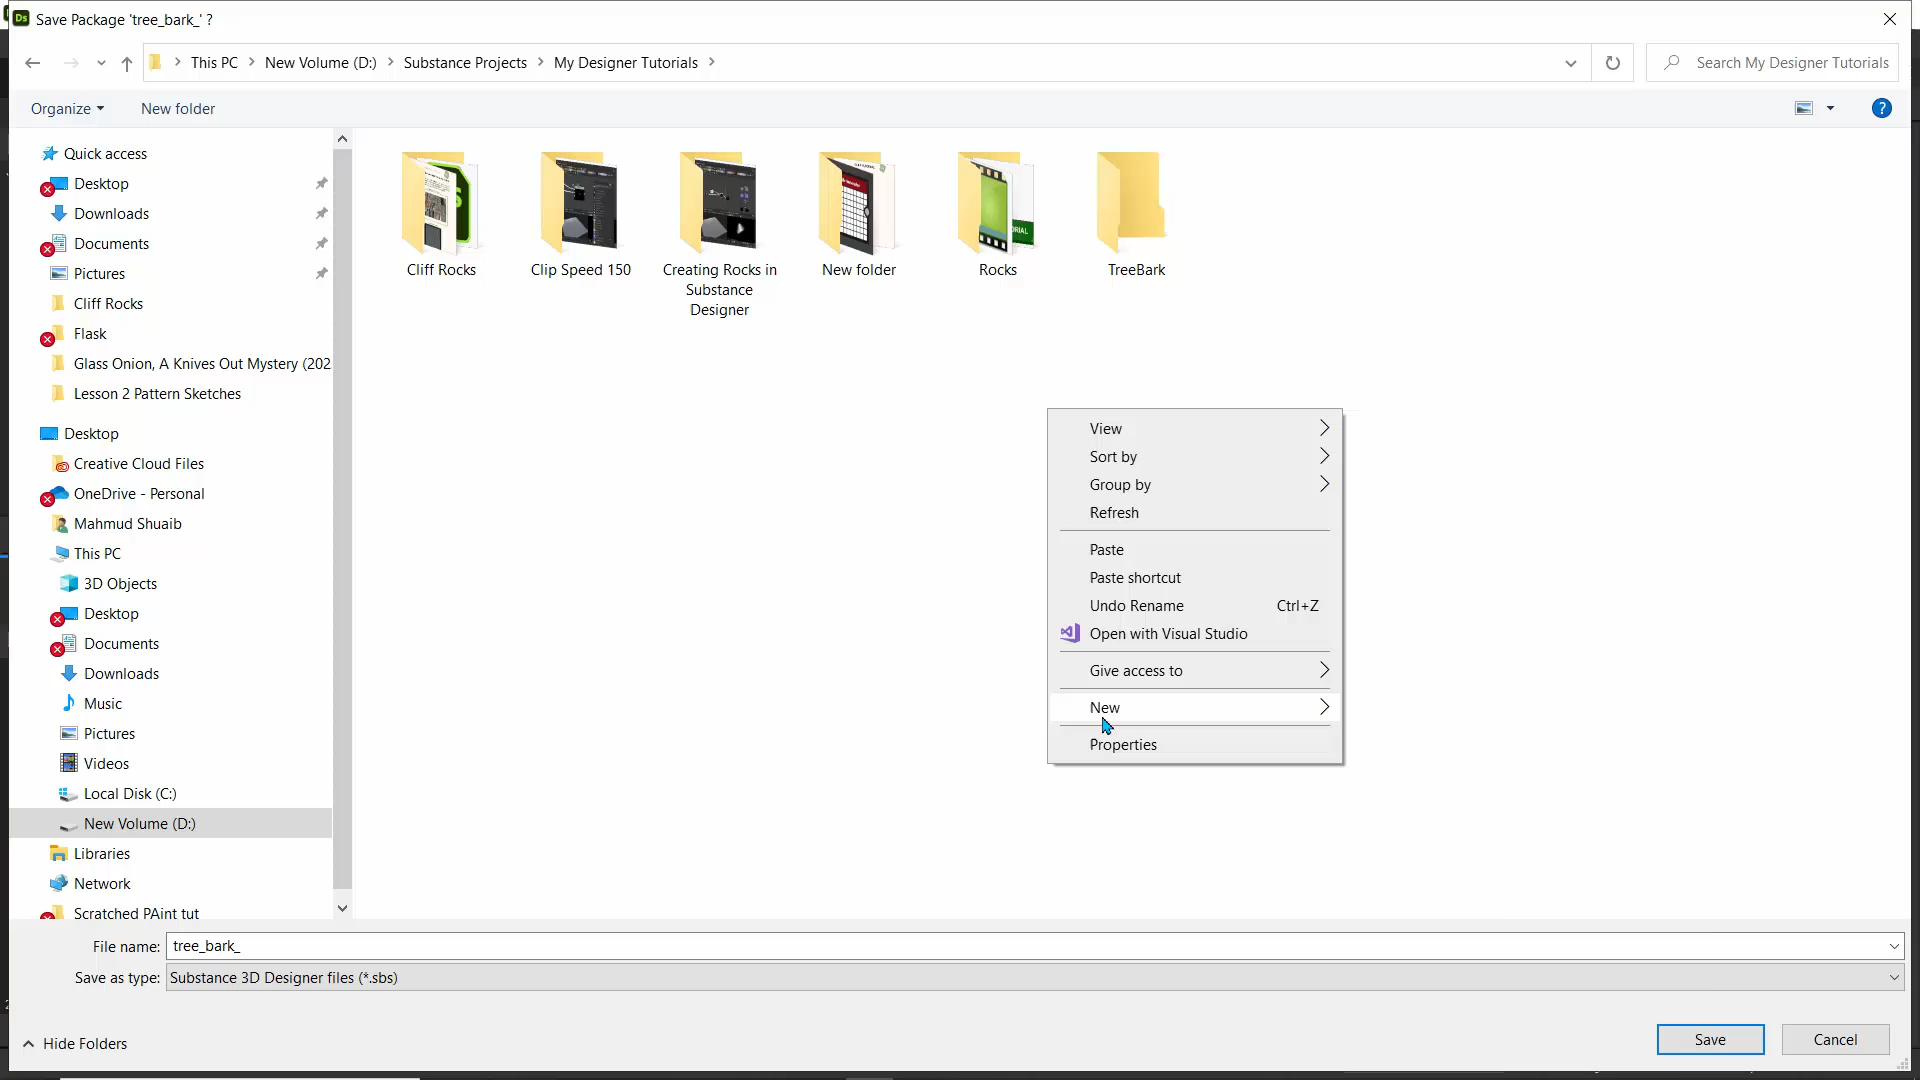 Ds Save Package 'tree_bark_' ?
This PC New Volume (D:) Substance Projects My Designer Tutorials
Search My Designer Tutorials
Organize New folder
Quick access
Desktop
Downloads
Documents
Pictures
Cliff Rocks
Flask
Glass Onion, A Knives Out Mystery (202
Lesson 2 Pattern Sketches
Desktop
Creative Cloud Files
OneDrive - Personal
Mahmud Shuaib
This PC
3D Objects
Desktop
Documents
Downloads
Music
Pictures
Videos
Local Disk (C:)
New Volume (D:)
Libraries
Network
Scratched PAint tut
Cliff Rocks
Clip Speed 150
Creating Rocks in
Substance
Designer
New folder
Rocks
TreeBark
View
Sort by
Group by
Refresh
Paste
Paste shortcut
Undo Rename Ctrl+Z
Open with Visual Studio
Give access to
New
Properties
File name: tree_bark_
Save as type: Substance 3D Designer files (*.sbs)
Hide Folders
Save Cancel